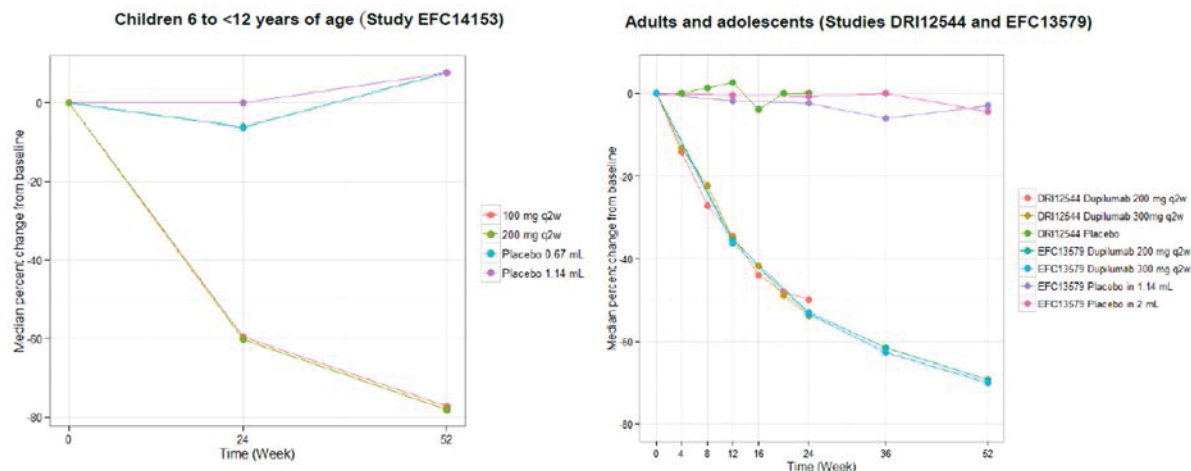 Children 6 to <12 years of age (Study EFC14153)
Median percent change from baseline
0
-20
-40
-60
-80
0
24
52
Time (Week)
100 mg q2w
200 mg q2w
Placebo 0.67 mL
Placebo 1.14 mL
Adults and adolescents (Studies DRI12544 and EFC13579)
Median percent change from baseline
0
-20
-40
-60
-80
0
4
8
12
16
24
36
52
Time (Week)
DRI12544 Dupilumab 200 mg q2w
DRI12544 Dupilumab 300mg q2w
DRI12544 Placebo
EFC13579 Dupilumab 200 mg q2w
EFC13579 Dupilumab 300 mg q2w
EFC13579 Placebo in 1.14 mL
EFC13579 Placebo in 2 mL